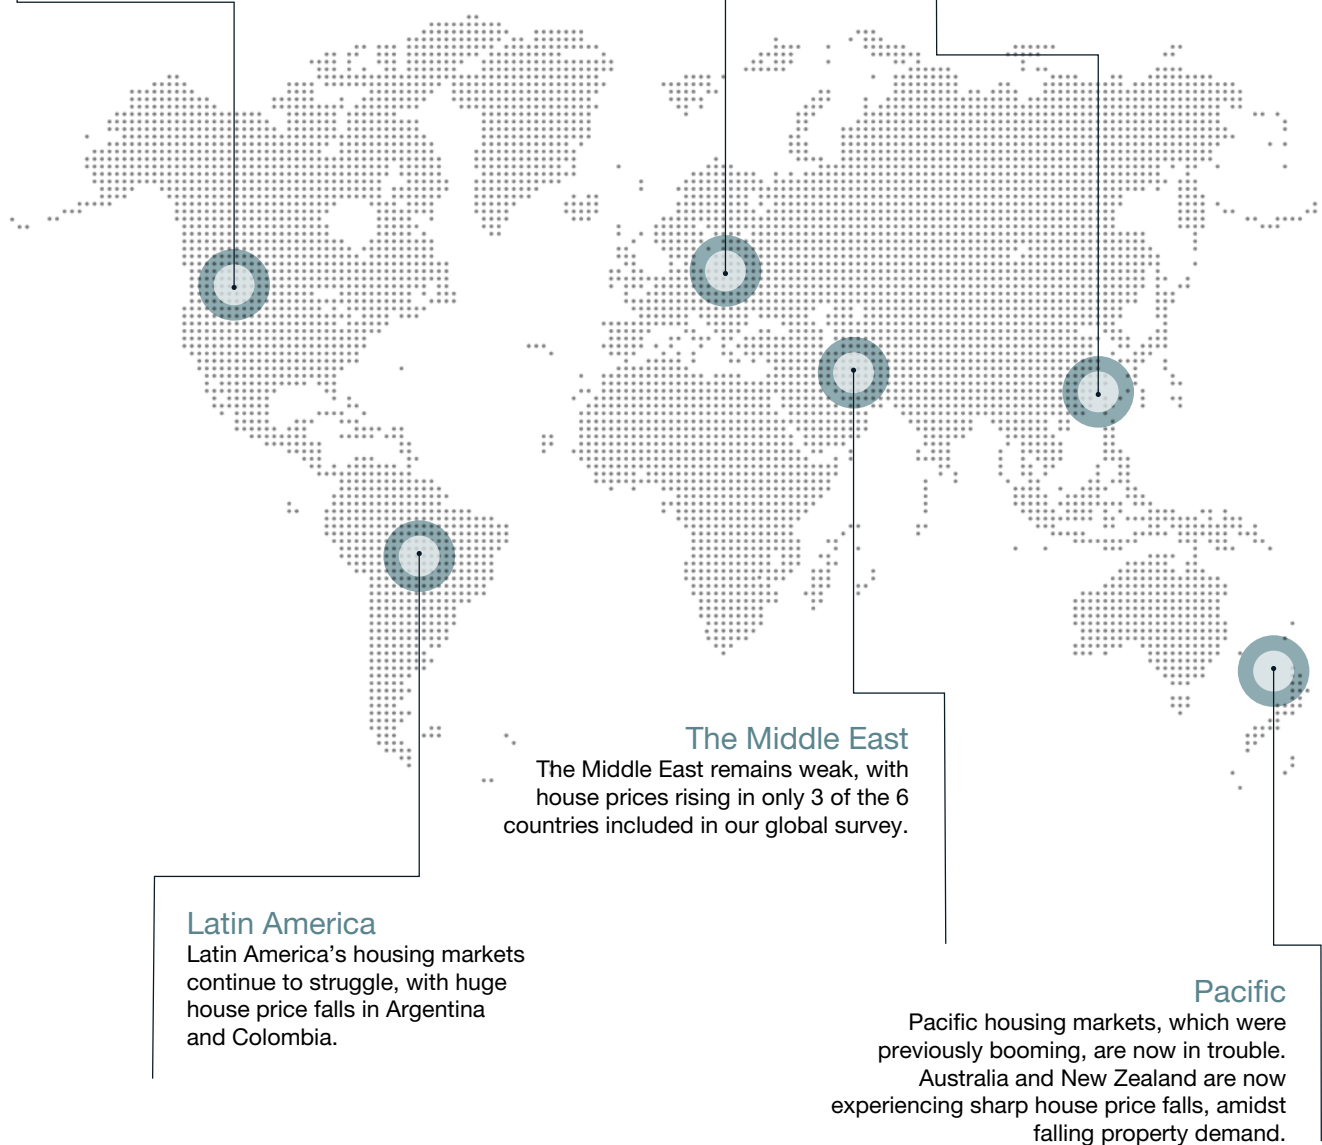 The Middle East
The Middle East remains weak, with
house prices rising in only 3 of the 6
countries included in our global survey.
Latin America
Latin America’s housing markets
continue to struggle, with huge
house price falls in Argentina
and Colombia.
Pacific
Pacific housing markets, which were
previously booming, are now in trouble.
Australia and New Zealand are now
experiencing sharp house price falls, amidst
falling property demand.